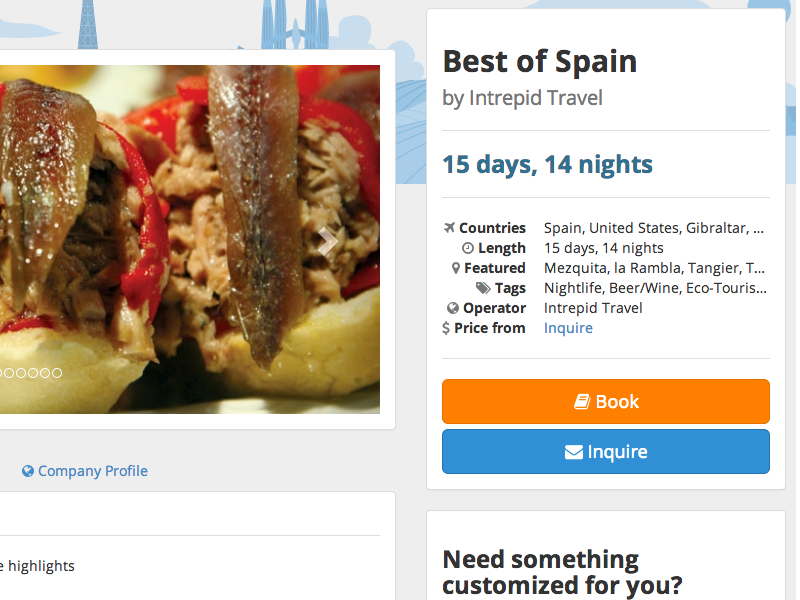 Best of Spain
by Intrepid Travel
15 days, 14 nights
Countries Spain, United States, Gibraltar, ...
Length 15 days, 14 nights
Featured Mezquita, la Rambla, Tangier, T...
Tags Nightlife, Beer/Wine, Eco-Touris...
Operator Intrepid Travel
$ Price from Inquire
Book
Inquire
Company Profile
highlights
Need something
customized for you?